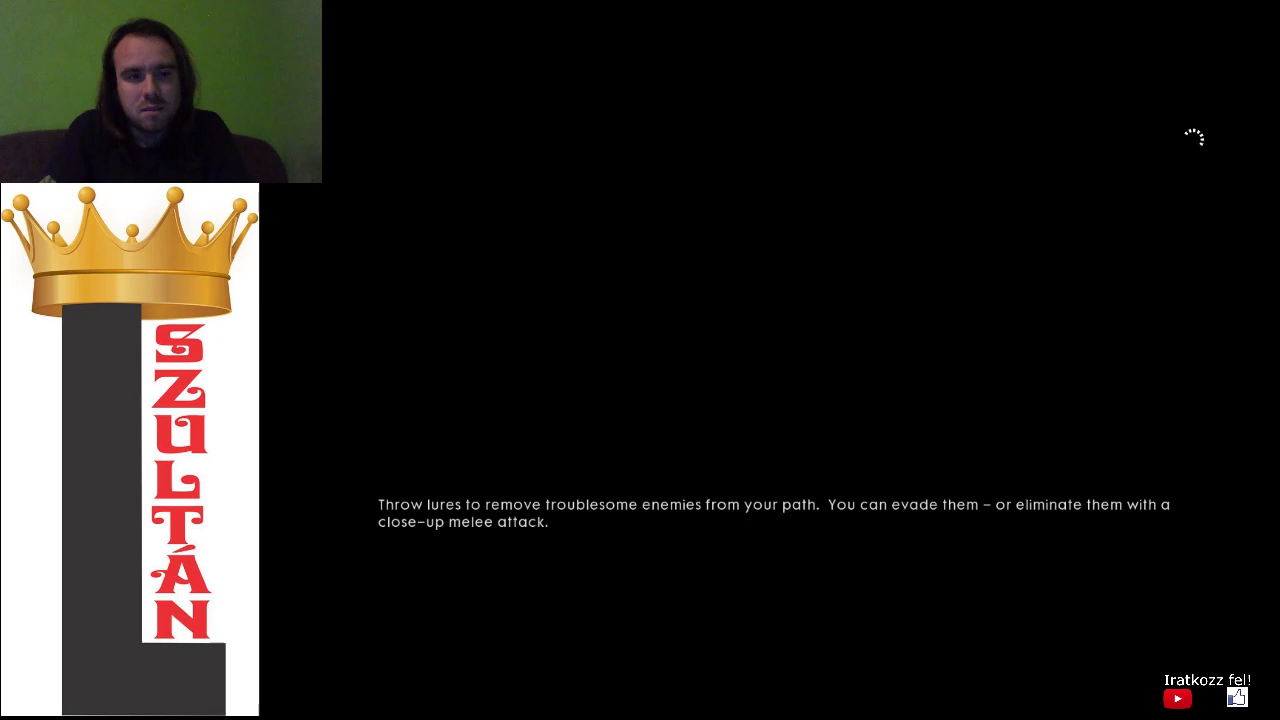 L
SZULTÁN
Throw lures to remove troublesome enemies from your path. You can evade them – or eliminate them with a
close-up melee attack.
Iratkozz fel!